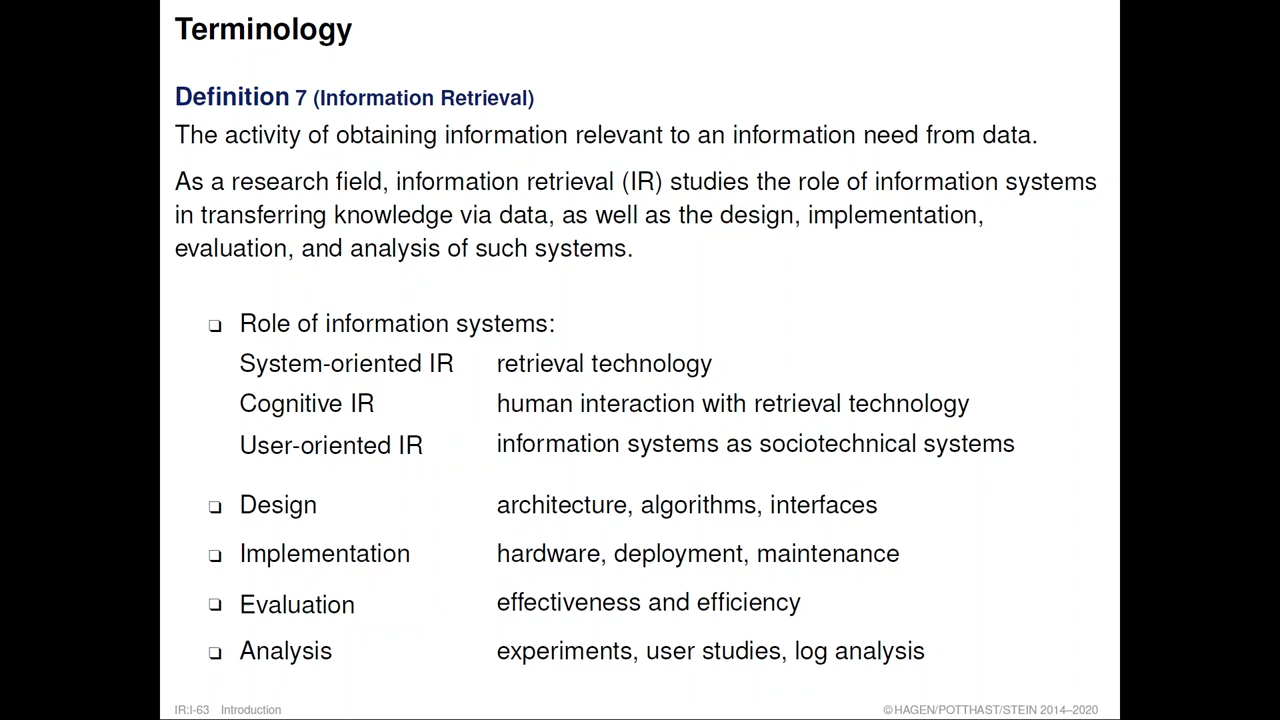 Terminology
Definition 7 (Information Retrieval)
The activity of obtaining information relevant to an information need from data.
As a research field, information retrieval (IR) studies the role of information systems
in transferring knowledge via data, as well as the design, implementation,
evaluation, and analysis of such systems.
❑ Role of information systems:
System-oriented IR retrieval technology
Cognitive IR human interaction with retrieval technology
User-oriented IR information systems as sociotechnical systems
❑ Design architecture, algorithms, interfaces
❑ Implementation hardware, deployment, maintenance
❑ Evaluation effectiveness and efficiency
❑ Analysis experiments, user studies, log analysis
IR:I-63 Introduction ©HAGEN/POTTHAST/STEIN 2014–2020